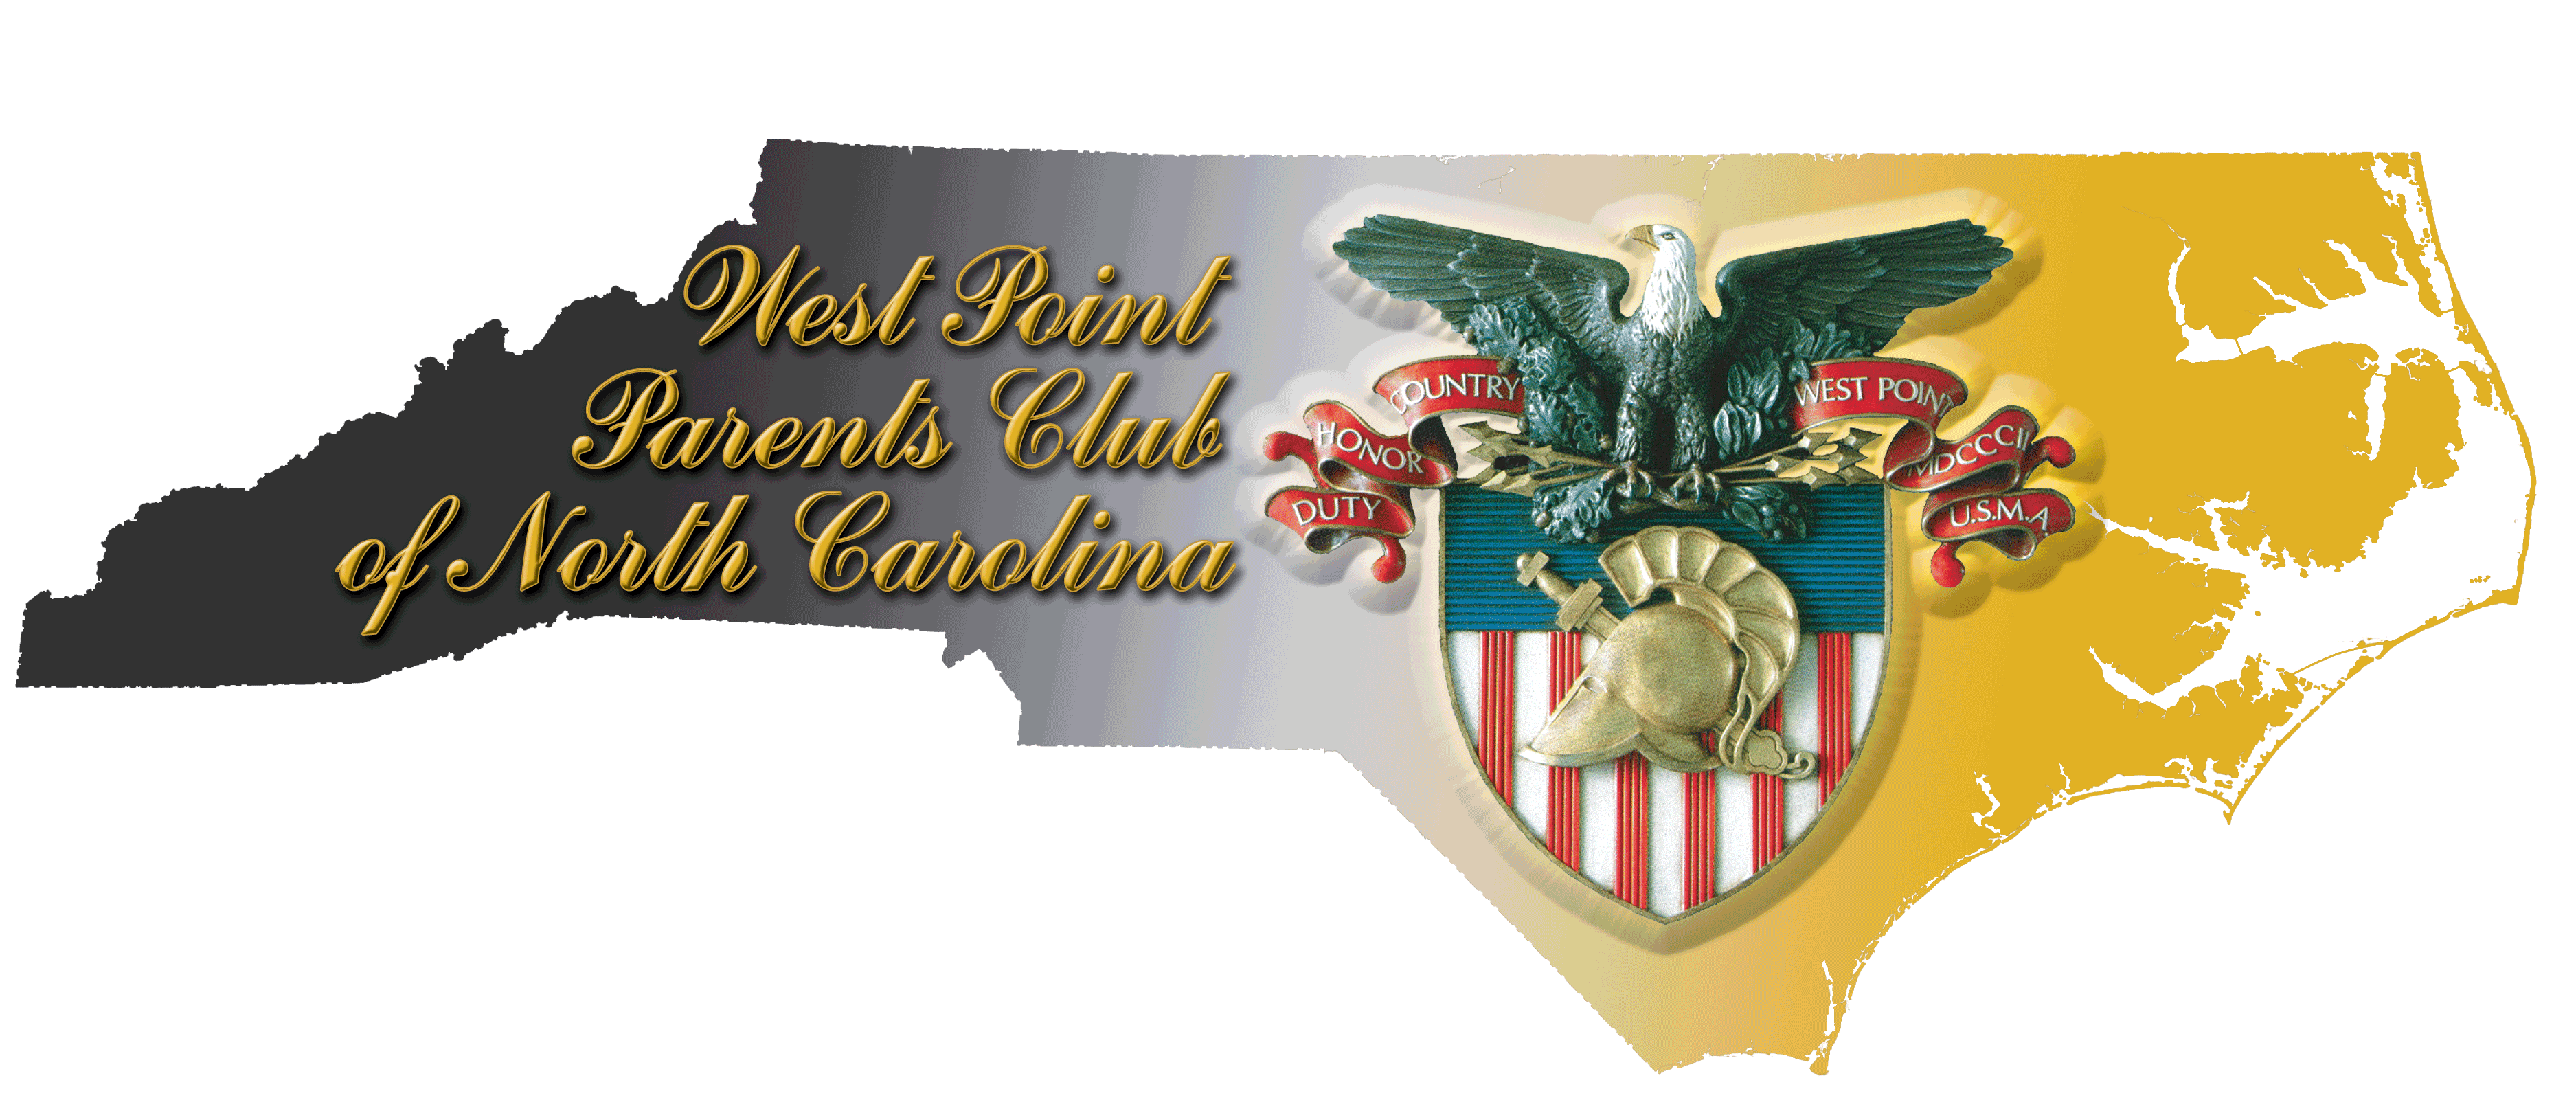 West Point
Parents Club
of North Carolina
DUTY
HONOR
COUNTRY
WEST POINT
MDCCCII
U.S.M.A